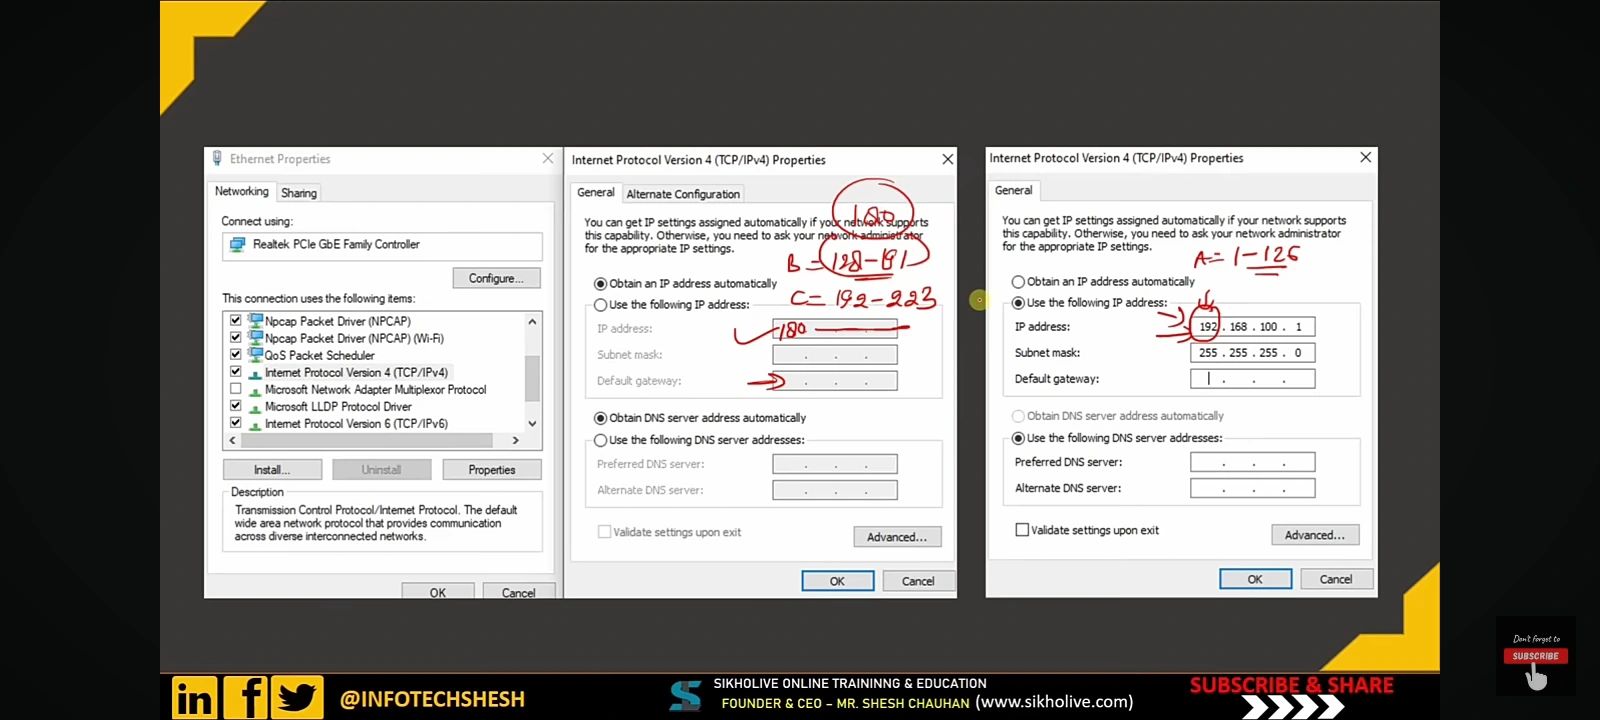 Ethernet Properties
Networking
Sharing
Connect using:
Realtek PCIe GbE Family Controller
Configure...
This connection uses the following items:
Npcap Packet Driver (NPCAP)
Npcap Packet Driver (NPCAP) (Wi-Fi)
QoS Packet Scheduler
Internet Protocol Version 4 (TCP/IPv4)
Microsoft Network Adapter Multiplexor Protocol
Microsoft LLDP Protocol Driver
Internet Protocol Version 6 (TCP/IPv6)
Install... Uninstall Properties
Description
Transmission Control Protocol/Internet Protocol. The default
wide area network protocol that provides communication
across diverse interconnected networks.
OK Cancel
Internet Protocol Version 4 (TCP/IPv4) Properties
General Alternate Configuration
180
You can get IP settings assigned automatically if your network supports
this capability. Otherwise, you need to ask your network administrator
for the appropriate IP settings.
B = 128-191
Obtain an IP address automatically
C = 192-223
Use the following IP address:
IP address: 180
Subnet mask: . . .
Default gateway: . . .
Obtain DNS server address automatically
Use the following DNS server addresses:
Preferred DNS server: . . .
Alternate DNS server: . . .
Validate settings upon exit
Advanced...
OK Cancel
Internet Protocol Version 4 (TCP/IPv4) Properties
General
You can get IP settings assigned automatically if your network supports
this capability. Otherwise, you need to ask your network administrator
for the appropriate IP settings.
A = 1-126
Obtain an IP address automatically
Use the following IP address:
IP address: 192 . 168 . 100 . 1
Subnet mask: 255 . 255 . 255 . 0
Default gateway: . . .
Obtain DNS server address automatically
Use the following DNS server addresses:
Preferred DNS server: . . .
Alternate DNS server: . . .
Validate settings upon exit
Advanced...
OK Cancel
Don't forget to
SUBSCRIBE
in f @INFOTECHSHESH
SIKHOLIVE ONLINE TRAININNG & EDUCATION
FOUNDER & CEO – MR. SHESH CHAUHAN (www.sikholive.com)
SUBSCRIBE & SHARE